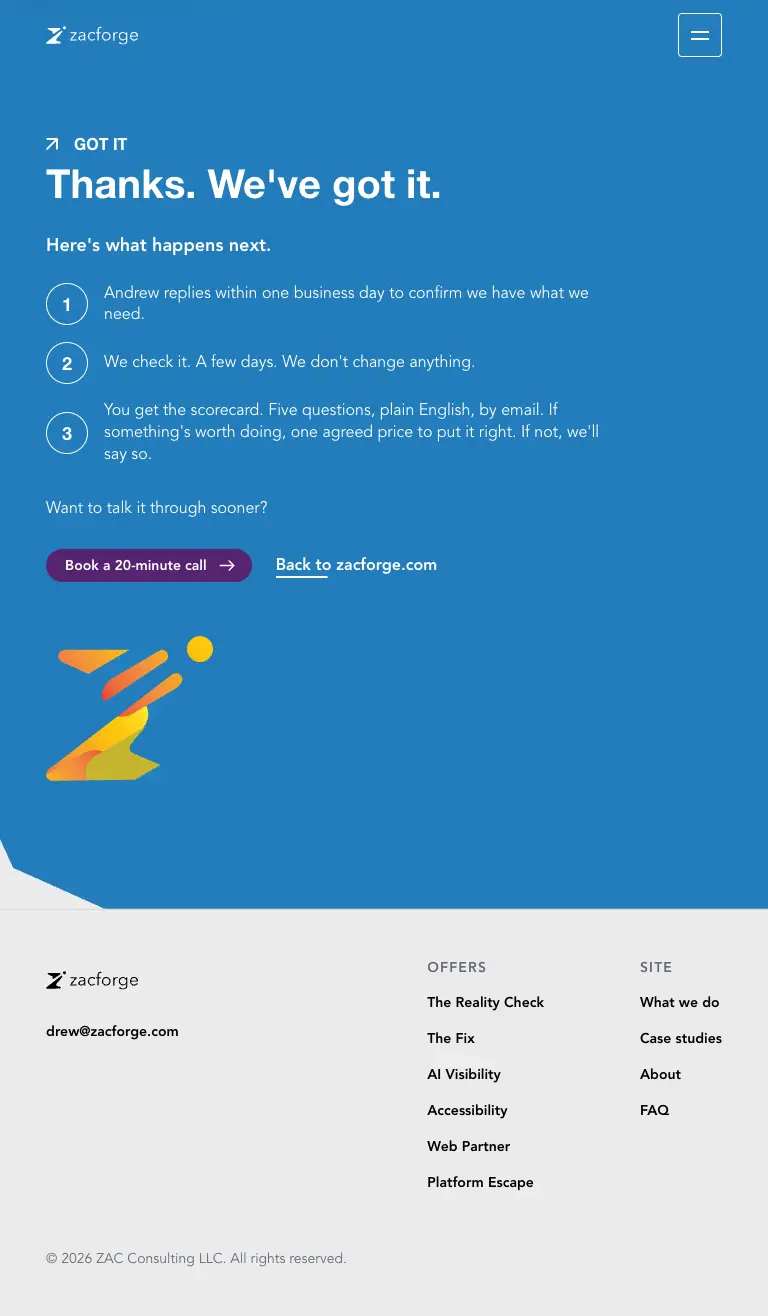 zacforge
GOT IT
Thanks. We've got it.
Here's what happens next.
1
Andrew replies within one business day to confirm we have what we
need.
2
We check it. A few days. We don't change anything.
3
You get the scorecard. Five questions, plain English, by email. If
something's worth doing, one agreed price to put it right. If not, we'll
say so.
Want to talk it through sooner?
Book a 20-minute call
Back to zacforge.com
zacforge
drew@zacforge.com
OFFERS
The Reality Check
The Fix
AI Visibility
Accessibility
Web Partner
Platform Escape
SITE
What we do
Case studies
About
FAQ
© 2026 ZAC Consulting LLC. All rights reserved.